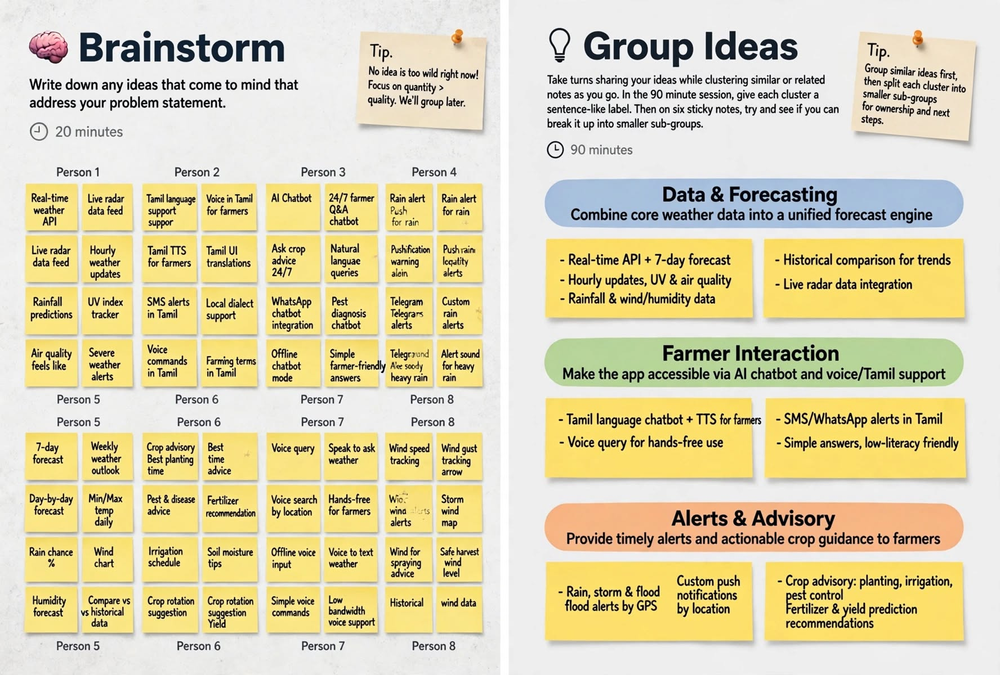 Brainstorm
Write down any ideas that come to mind that
address your problem statement.
20 minutes
Tip.
No idea is too wild right now!
Focus on quantity >
quality. We'll group later.
Person 1
Person 2
Person 3
Person 4
Real-time
weather
API
Live radar
data feed
Tamil language
support
suppor
Voice in Tamil
for farmers
AI Chatbot
24/7 farmer
Q&A
chatbot
Rain alert
Push
for rain
Rain alert
for rain
Live radar
data feed
Hourly
weather
updates
Tamil TTS
for farmers
Tamil UI
translations
Ask crop
advice
24/7
Natural
languae
queries
Pushification
warning
alain
Push
alerts
Rainfall
predictions
UV index
tracker
SMS alerts
in Tamil
Local dialect
support
WhatsApp
chatbot
integration
Pest
diagnosis
chatbot
Telegram
Telegrars
alerts
Custom
rain
alerts
Air quality
feels like
Severe
weather
alerts
Voice
commands
in Tamil
Farming terms
in Tamil
Offline
chatbot
mode
Simple
farmer-friendly
answers
heavy rain
Alert sound
for heavy
rain
Person 5
Person 6
Person 7
Person 8
Person 5
Person 6
Person 7
Person 8
7-day
forecast
Weekly
weather
outlook
Crop advisory
Best planting
time
Best
time
advice
Voice query
Speak to ask
weather
Wind speed
tracking
Wind gust
tracking
arrow
Day-by-day
forecast
Min/Max
temp
daily
Pest & disease
advice
Fertilizer
recommendation
Voice search
by location
Hands-free
for farmers
wind
alerts
Storm
wind
map
Rain chance
%
Wind
chart
Irrigation
schedule
Soil moisture
tips
Offline voice
input
Voice to text
weather
Wind for
spraying
advice
Safe harvest
wind
level
Humidity
forecast
Compare vs
vs historical
data
Crop rotation
suggestion
Crop rotation
suggestion
Yield
Simple voice
commands
Low
bandwidth
voice support
Historical
wind data
Person 5
Person 6
Person 7
Person 8
Group Ideas
Take turns sharing your ideas while clustering similar or related
notes as you go. In the 90 minute session, give each cluster a
sentence-like label. Then on six sticky notes, try and see if you can
break it up into smaller sub-groups.
90 minutes
Tip.
Group similar ideas first,
then split each cluster into
smaller sub-groups
for ownership and next
steps.
Data & Forecasting
Combine core weather data into a unified forecast engine
- Real-time API + 7-day forecast
- Hourly updates, UV & air quality
- Rainfall & wind/humidity data
- Historical comparison for trends
- Live radar data integration
Farmer Interaction
Make the app accessible via AI chatbot and voice/Tamil support
- Tamil language chatbot + TTS for farmers
- Voice query for hands-free use
- SMS/WhatsApp alerts in Tamil
- Simple answers, low-literacy friendly
Alerts & Advisory
Provide timely alerts and actionable crop guidance to farmers
- Rain, storm & flood
flood alerts by GPS
Custom push
notifications
by location
- Crop advisory: planting, irrigation,
pest control
Fertilizer & yield prediction
recommendations